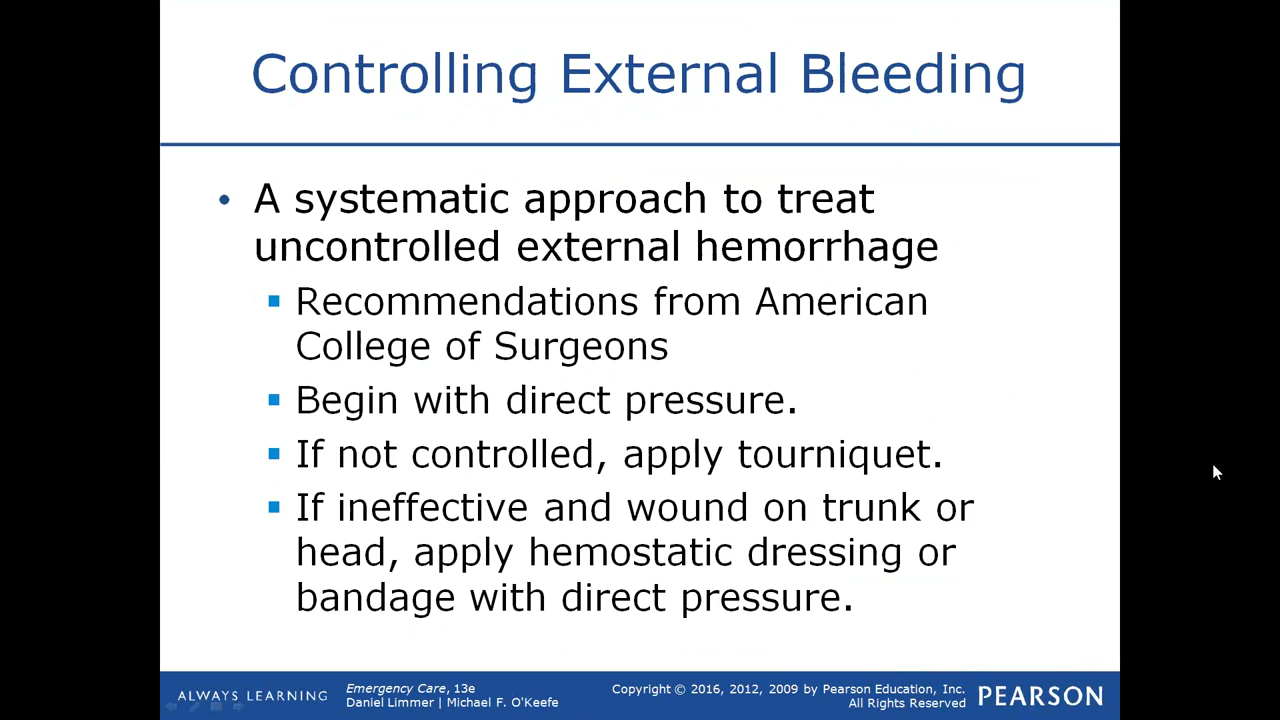 Controlling External Bleeding
• A systematic approach to treat
uncontrolled external hemorrhage
▪ Recommendations from American
College of Surgeons
▪ Begin with direct pressure.
▪ If not controlled, apply tourniquet.
▪ If ineffective and wound on trunk or
head, apply hemostatic dressing or
bandage with direct pressure.
ALWAYS LEARNING
Emergency Care, 13e
Daniel Limmer | Michael F. O'Keefe
Copyright © 2016, 2012, 2009 by Pearson Education, Inc.
All Rights Reserved
PEARSON